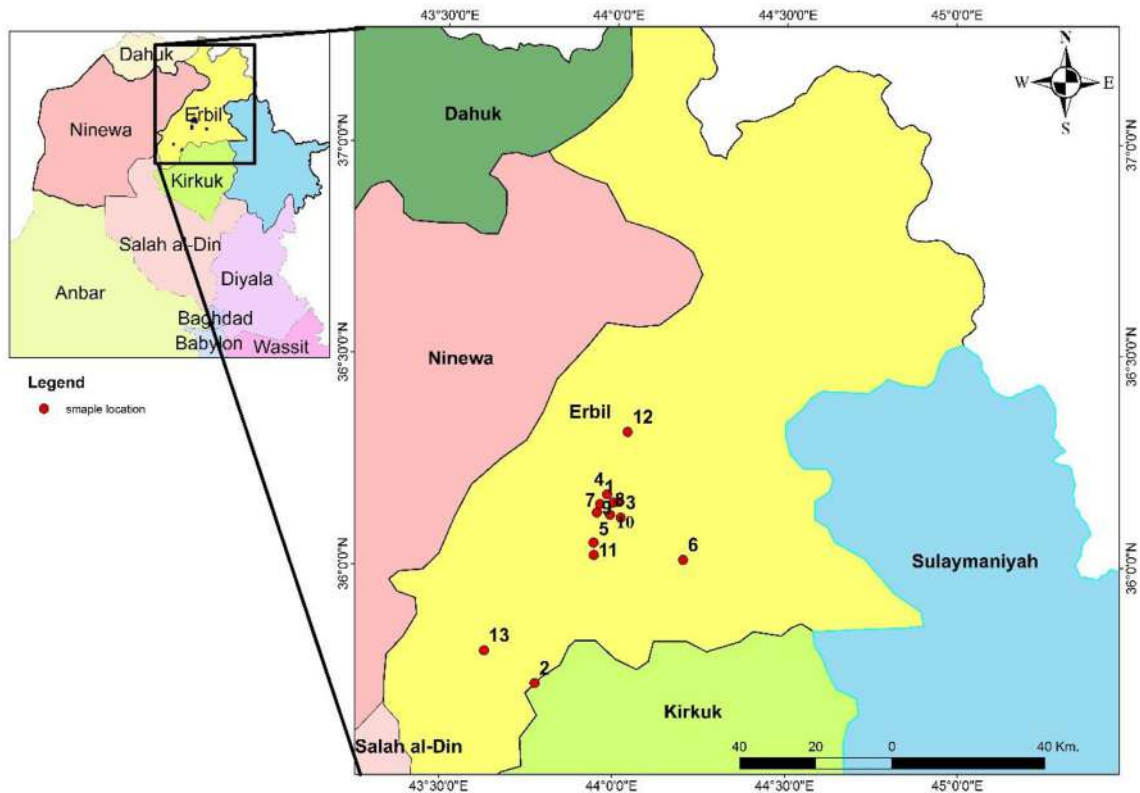 43°30'0"E 44°0'0"E 44°30'0"E 45°0'0"E
Dahuk
Erbil
Ninewa
Kirkuk
Salah al-Din
Diyala
Anbar
Baghdad
Babylon
Wassit
Legend
smaple location
N
W E
S
37°0'0"N
36°30'0"N
36°0'0"N
37°0'0"N
36°30'0"N
36°0'0"N
Dahuk
Ninewa
Erbil
12
4
1
7
8
3
9
10
5
11
6
Sulaymaniyah
13
2
Kirkuk
Salah al-Din
40 20 0 40 Km.
43°30'0"E 44°0'0"E 44°30'0"E 45°0'0"E